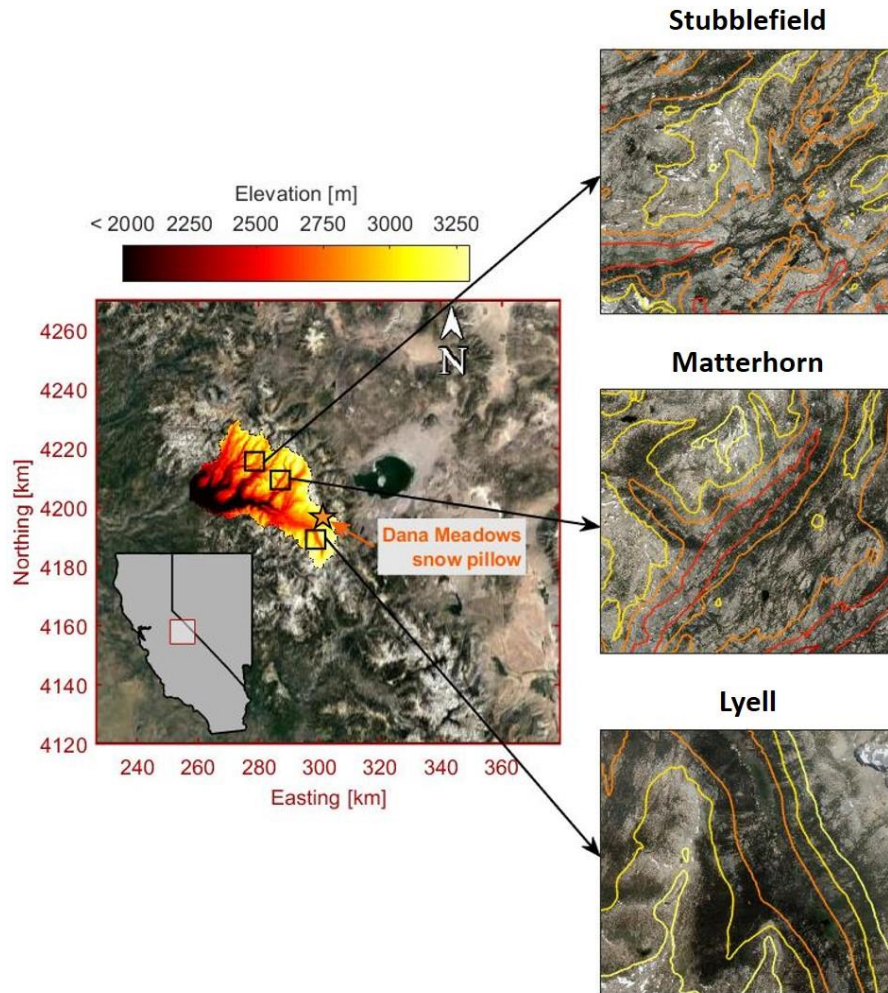 Stubblefield
Elevation [m]
< 2000 2250 2500 2750 3000 3250
4260
4240
4220
4200
4180
4160
4140
4120
Northing [km]
N
Dana Meadows
snow pillow
240 260 280 300 320 340 360
Easting [km]
Matterhorn
Lyell